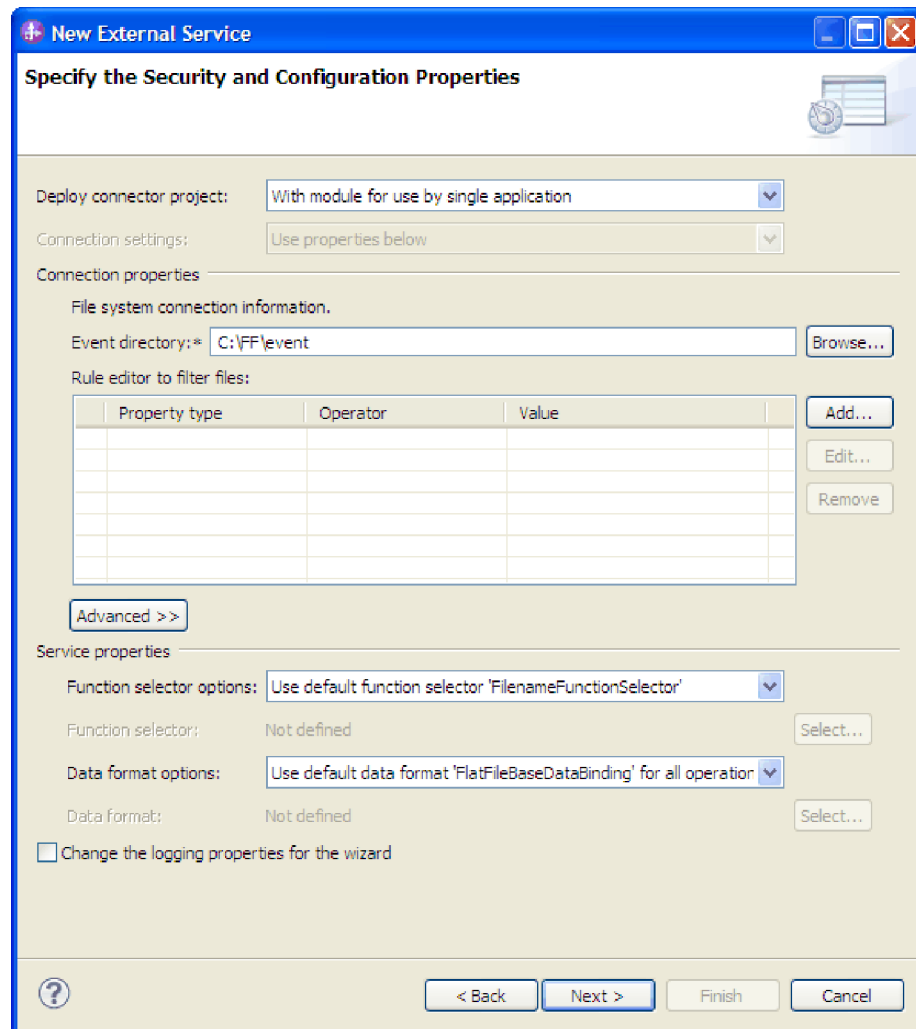 New External Service
Specify the Security and Configuration Properties
Deploy connector project: With module for use by single application
Connection settings: Use properties below
Connection properties
File system connection information.
Event directory:* C:\FF\event Browse...
Rule editor to filter files:
Property type Operator Value Add...
Edit...
Remove
Advanced >>
Service properties
Function selector options: Use default function selector 'FilenameFunctionSelector'
Function selector: Not defined Select...
Data format options: Use default data format 'FlatFileBaseDataBinding' for all operation
Data format: Not defined Select...
Change the logging properties for the wizard
? < Back Next > Finish Cancel